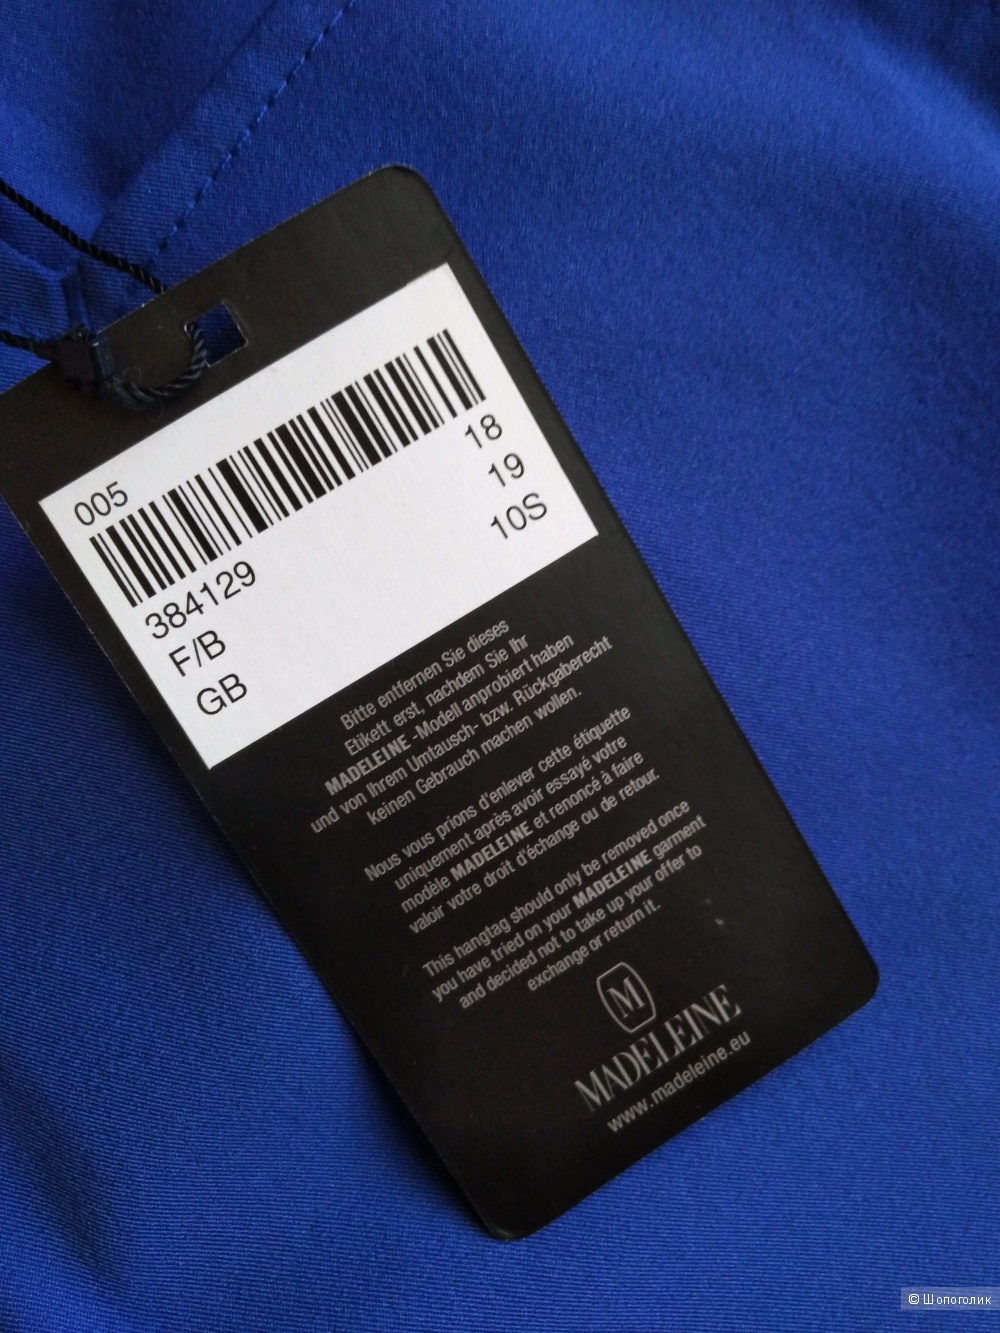 005
384129 18
F/B 19
GB 10S
Bitte entfernen Sie dieses
Etikett erst, nachdem Sie Ihr
MADELEINE -Modell anprobiert haben
und von Ihrem Umtausch- bzw. Rückgaberecht
keinen Gebrauch machen wollen.
Nous vous prions d'enlever cette étiquette
uniquement après avoir essayé votre
modèle MADELEINE et renoncé à faire
valoir votre droit d'échange ou de retour.
This hangtag should only be removed once
you have tried on your MADELEINE garment
and decided not to take up your offer to
exchange or return it.
M
MADELEINE
www.madeleine.eu
© Шопоголик